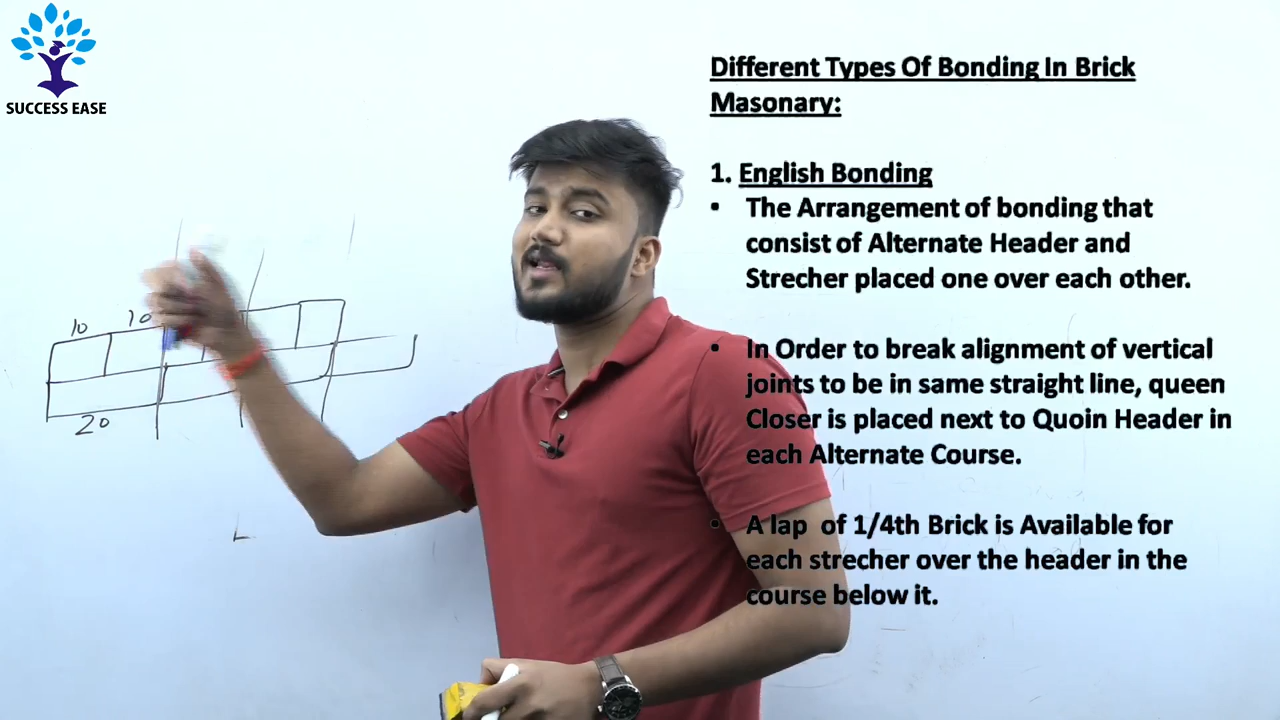 SUCCESS EASE
Different Types Of Bonding In Brick
Masonary:
1. English Bonding
• The Arrangement of bonding that
consist of Alternate Header and
Strecher placed one over each other.
• In Order to break alignment of vertical
joints to be in same straight line, queen
Closer is placed next to Quoin Header in
each Alternate Course.
• A lap of 1/4th Brick is Available for
each strecher over the header in the
course below it.
10 10
20